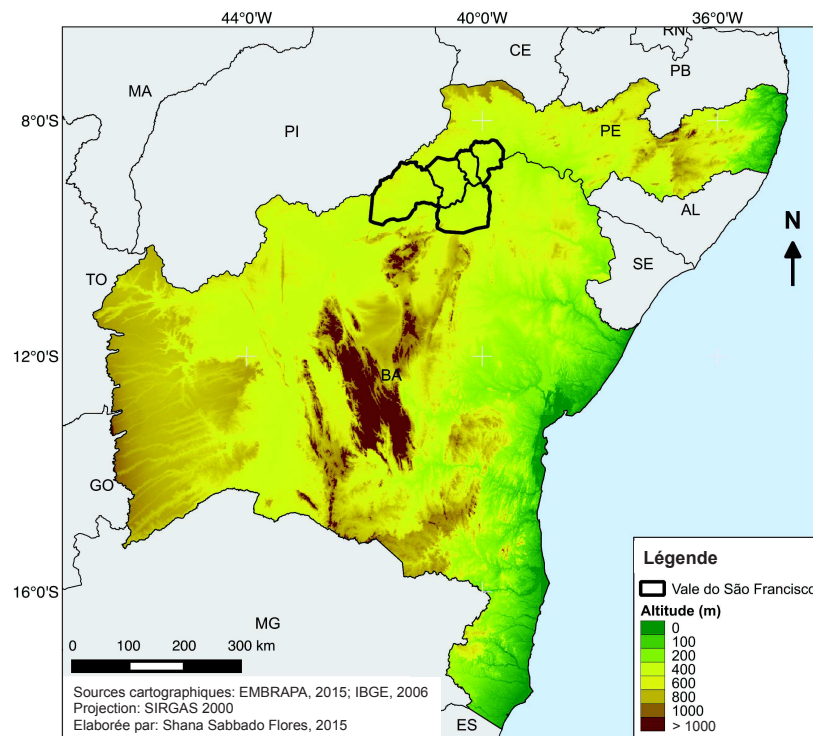 44°0'W
40°0'W
36°0'W
RN
CE
PB
MA
8°0'S
PI
PE
AL
N
SE
TO
12°0'S
BA
GO
Légende
Vale do São Francisco
Altitude (m)
16°0'S
MG
0
100
200
400
600
800
1000
> 1000
0 100 200 300 km
Sources cartographiques: EMBRAPA, 2015; IBGE, 2006
Projection: SIRGAS 2000
Elaborée par: Shana Sabbado Flores, 2015
ES